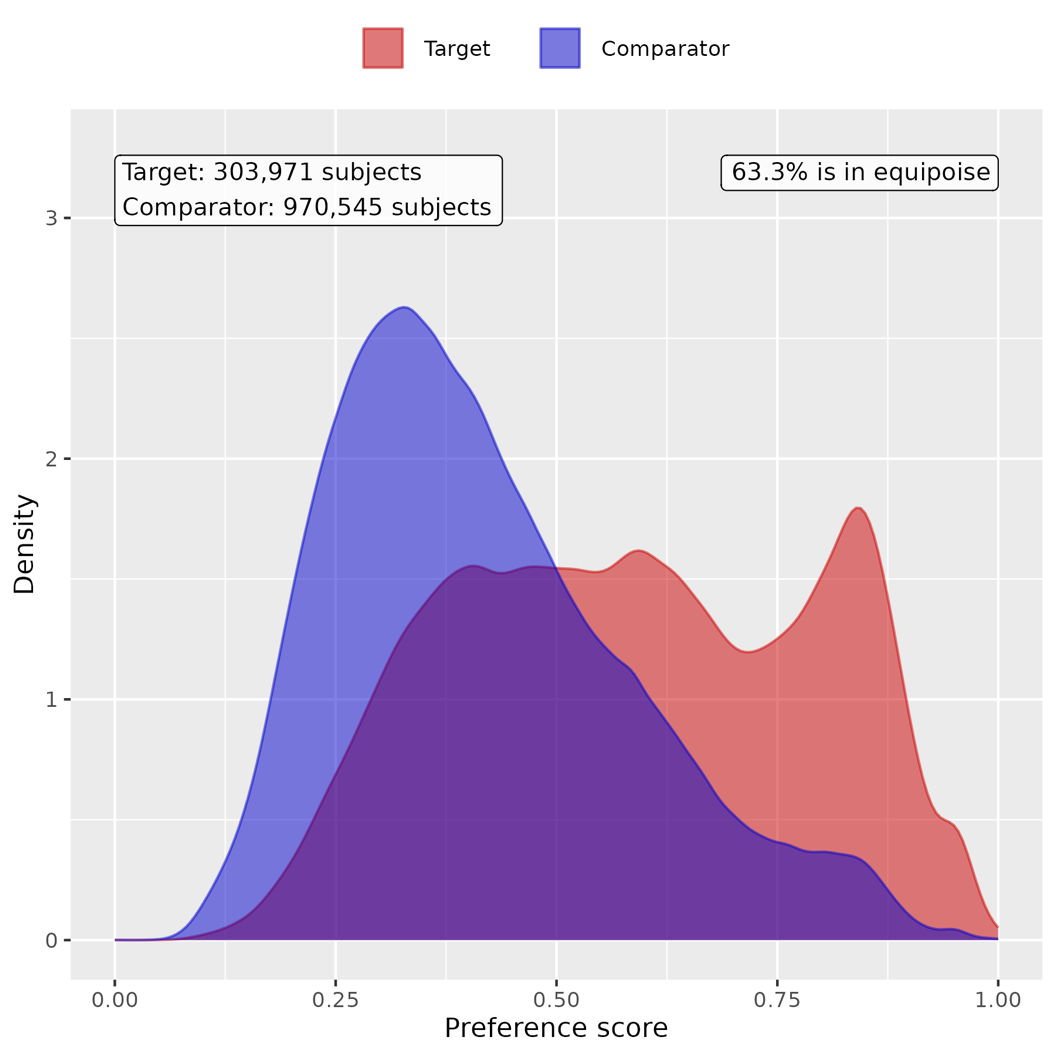 Target Comparator
Target: 303,971 subjects
Comparator: 970,545 subjects
63.3% is in equipoise
3
2
1
0
Density
0.00 0.25 0.50 0.75 1.00
Preference score